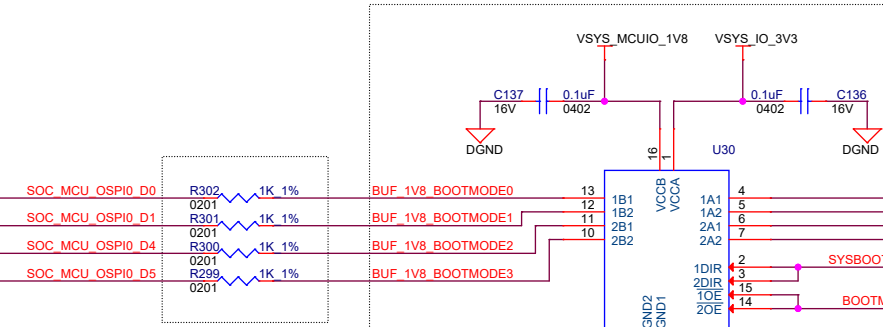 VSYS_MCUIO_1V8 VSYS_IO_3V3
C137 0.1uF 0.1uF C136
16V 0402 0402 16V
DGND DGND
U30
16 1
VCCB VCCA
SOC_MCU_OSPI0_D0 R302 1K_1% BUF_1V8_BOOTMODE0 13 1B1 1A1 4
0201
SOC_MCU_OSPI0_D1 R301 1K_1% BUF_1V8_BOOTMODE1 12 1B2 1A2 5
0201
SOC_MCU_OSPI0_D4 R300 1K_1% BUF_1V8_BOOTMODE2 11 2B1 2A1 6
0201
SOC_MCU_OSPI0_D5 R299 1K_1% BUF_1V8_BOOTMODE3 10 2B2 2A2 7
0201
1DIR 2 SYSBOO
2DIR 3
1OE 15
2OE 14 BOOTM
GND2
GND1